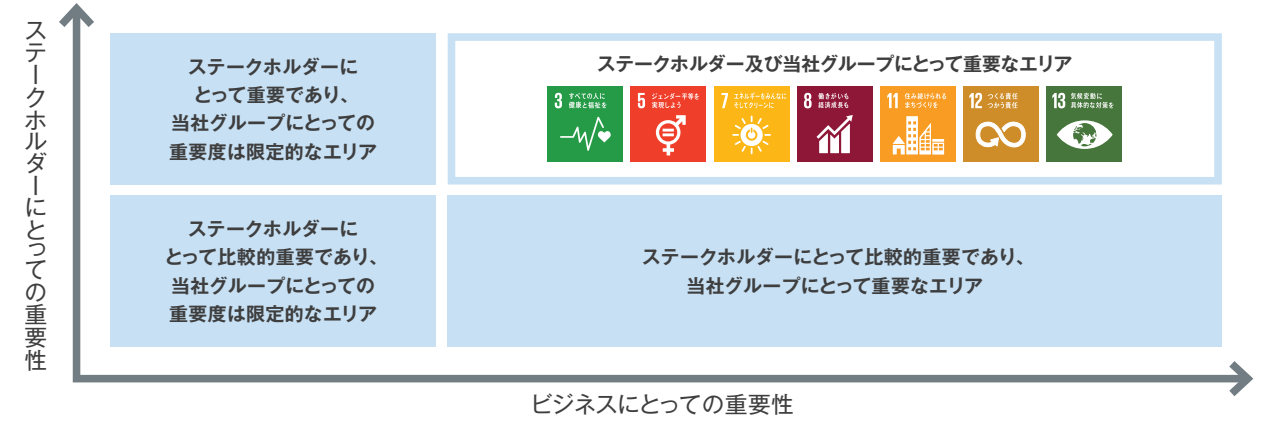 ステークホルダーにとっての重要性
ステークホルダーに
とって重要であり、
当社グループにとっての
重要度は限定的なエリア
ステークホルダー及び当社グループにとって重要なエリア
3 すべての人に
健康と福祉を
5 ジェンダー平等を
実現しよう
7 エネルギーをみんなに
そしてクリーンに
8 働きがいも
経済成長も
11 住み続けられる
まちづくりを
12 つくる責任
つかう責任
13 気候変動に
具体的な対策を
ステークホルダーに
とって比較的重要であり、
当社グループにとっての
重要度は限定的なエリア
ステークホルダーにとって比較的重要であり、
当社グループにとって重要なエリア
ビジネスにとっての重要性